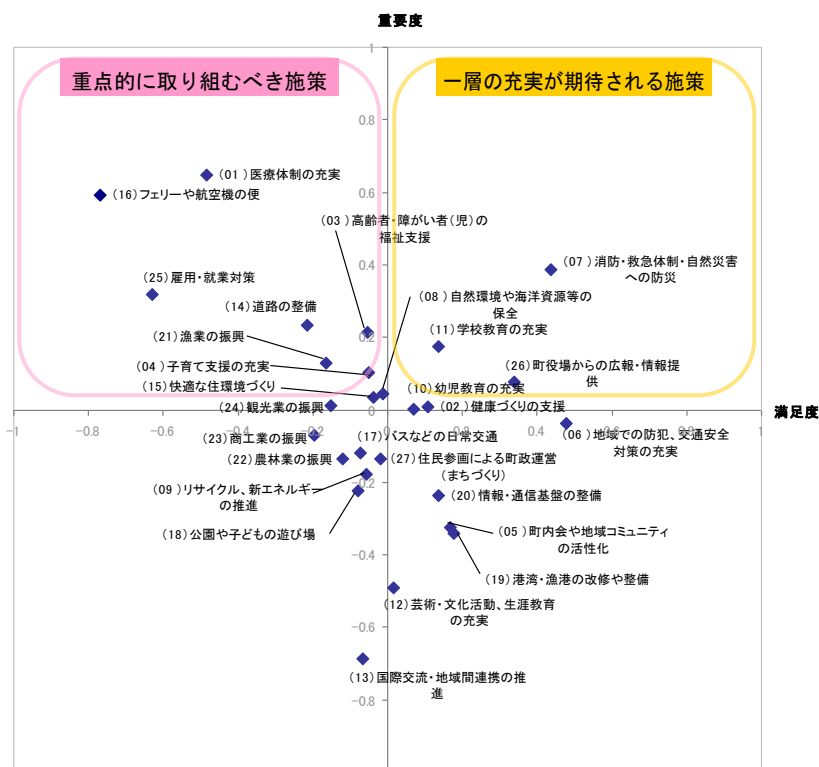 重要度
1
重点的に取り組むべき施策
一層の充実が期待される施策
0.8
(01)医療体制の充実
0.6
(16)フェリーや航空機の便
(03)高齢者・障がい者(児)の
福祉支援
0.4
(07)消防・救急体制・自然災害
への防災
(25)雇用・就業対策
(08)自然環境や海洋資源等の
保全
(14)道路の整備
(11)学校教育の充実
(21)漁業の振興
0.2
(04)子育て支援の充実
(26)町役場からの広報・情報提
供
(15)快適な住環境づくり
(10)幼児教育の充実
(24)観光業の振興
(02)健康づくりの支援
0
満足度
-1
-0.8
-0.6
-0.4
-0.2
0
0.2
0.4
0.6
0.8
1
(23)商工業の振興
(17)バスなどの日常交通
(06)地域での防犯、交通安全
対策の充実
(22)農林業の振興
(27)住民参画による町政運営
(まちづくり)
-0.2
(09)リサイクル、新エネルギー
の推進
(20)情報・通信基盤の整備
(18)公園や子どもの遊び場
(05)町内会や地域コミュニティ
の活性化
-0.4
(19)港湾・漁港の改修や整備
(12)芸術・文化活動、生涯教育
の充実
-0.6
(13)国際交流・地域間連携の推
進
-0.8